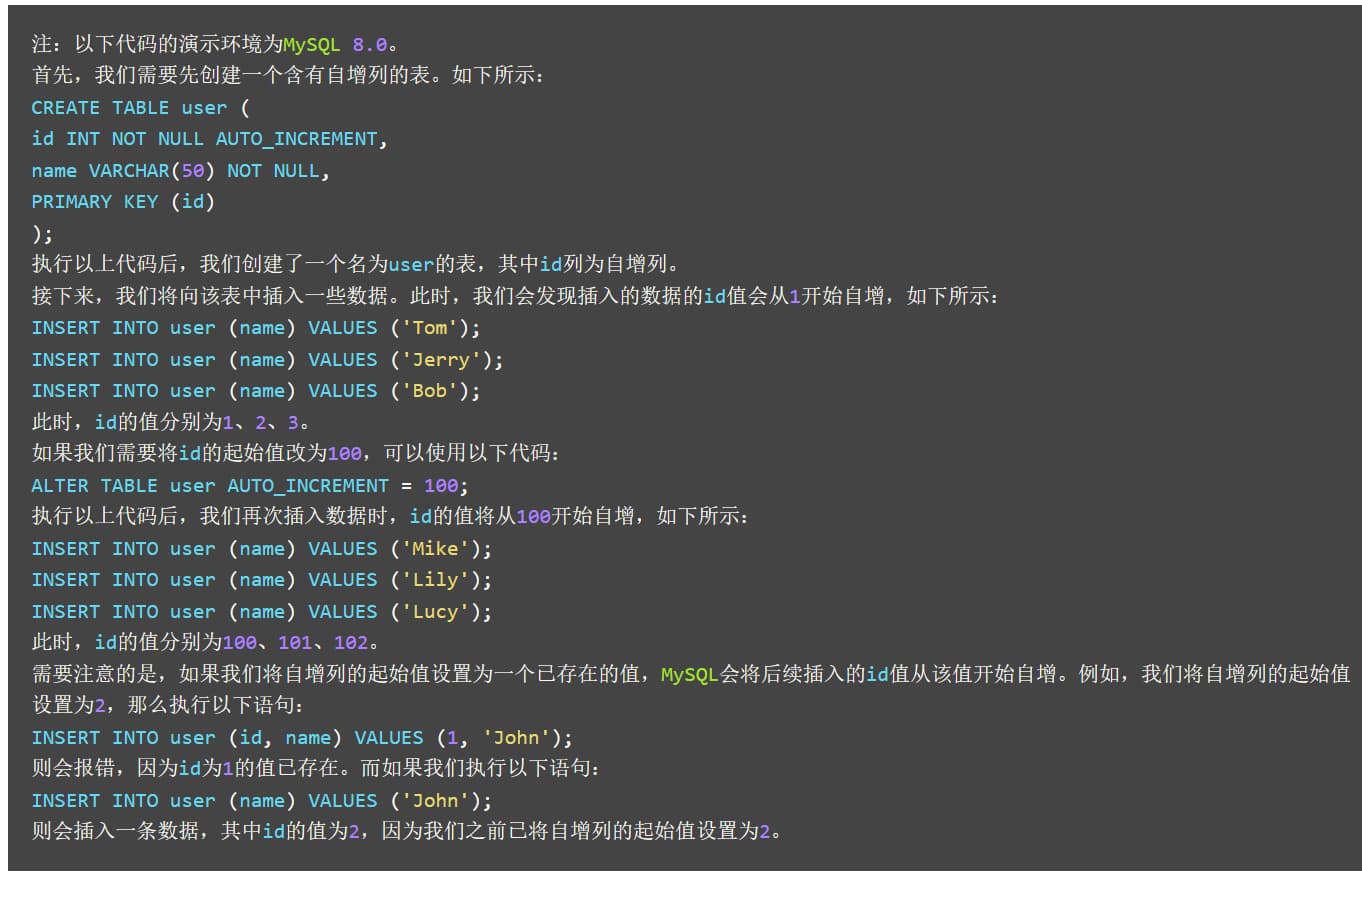 注：以下代码的演示环境为MySQL 8.0。
首先，我们需要先创建一个含有自增列的表。如下所示：
CREATE TABLE user (
id INT NOT NULL AUTO_INCREMENT,
name VARCHAR(50) NOT NULL,
PRIMARY KEY (id)
);
执行以上代码后，我们创建了一个名为user的表，其中id列为自增列。
接下来，我们将向该表中插入一些数据。此时，我们会发现插入的数据的id值会从1开始自增，如下所示：
INSERT INTO user (name) VALUES ('Tom');
INSERT INTO user (name) VALUES ('Jerry');
INSERT INTO user (name) VALUES ('Bob');
此时，id的值分别为1、2、3。
如果我们需要将id的起始值改为100，可以使用以下代码：
ALTER TABLE user AUTO_INCREMENT = 100;
执行以上代码后，我们再次插入数据时，id的值将从100开始自增，如下所示：
INSERT INTO user (name) VALUES ('Mike');
INSERT INTO user (name) VALUES ('Lily');
INSERT INTO user (name) VALUES ('Lucy');
此时，id的值分别为100、101、102。
需要注意的是，如果我们将自增列的起始值设置为一个已存在的值，MySQL会将后续插入的id值从该值开始自增。例如，我们将自增列的起始值
设置为2，那么执行以下语句：
INSERT INTO user (id, name) VALUES (1, 'John');
则会报错，因为id为1的值已存在。而如果我们执行以下语句：
INSERT INTO user (name) VALUES ('John');
则会插入一条数据，其中id的值为2，因为我们之前已将自增列的起始值设置为2。